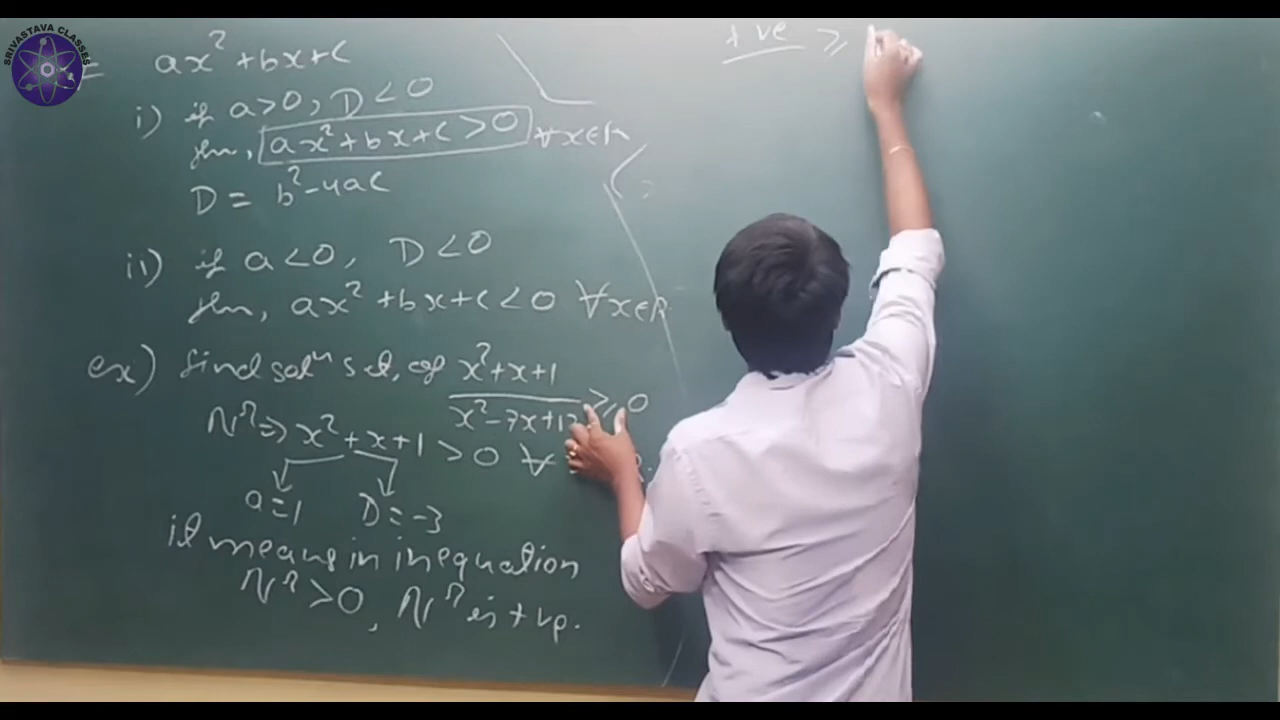 SRIVASTAVA CLASSES
ax² + bx + c
i) if a > 0, D < 0
then, ax² + bx + c > 0 ∀ x ∈ R
D = b² - 4ac
ii) if a < 0, D < 0
then, ax² + bx + c < 0 ∀ x ∈ R
ex) find solⁿ set, of x² + x + 1
x² - 7x + 12 ≥ 0
Nʳ ⇒ x² + x + 1 > 0 ∀
a = 1 D = -3
it means in inequation
Nʳ > 0, Nʳ is +ve.
+ve ≥